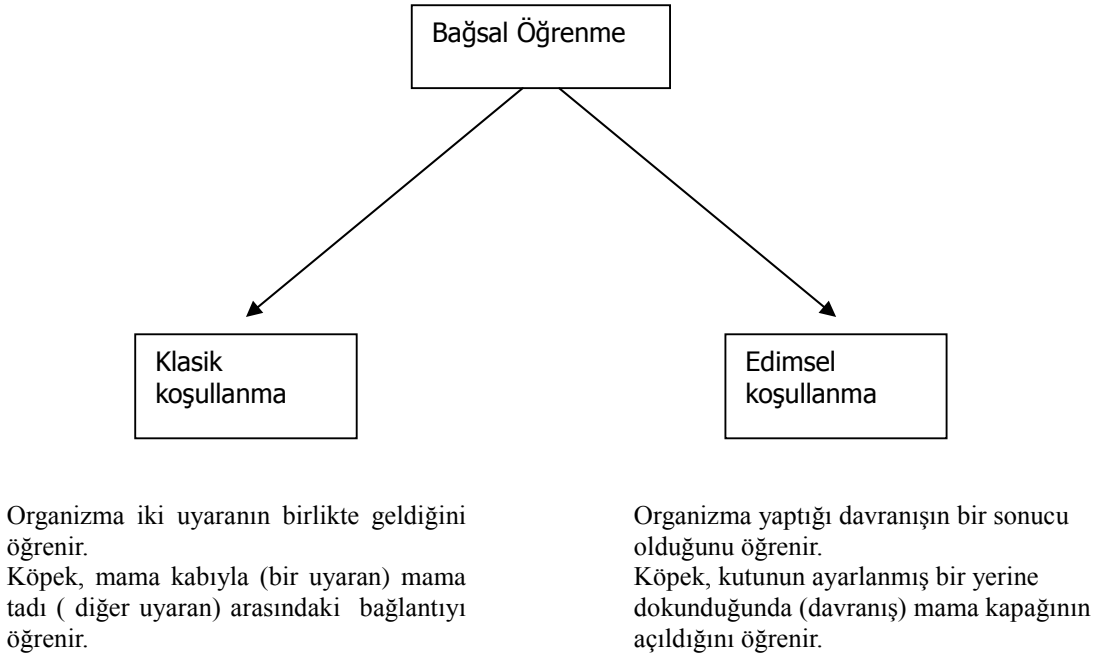 Bağsal Öğrenme
Klasik
koşullanma
Edimsel
koşullanma
Organizma iki uyaranın birlikte geldiğini
öğrenir.
Köpek, mama kabıyla (bir uyaran) mama
tadı ( diğer uyaran) arasındaki bağlantıyı
öğrenir.
Organizma yaptığı davranışın bir sonucu
olduğunu öğrenir.
Köpek, kutunun ayarlanmış bir yerine
dokunduğunda (davranış) mama kapağının
açıldığını öğrenir.